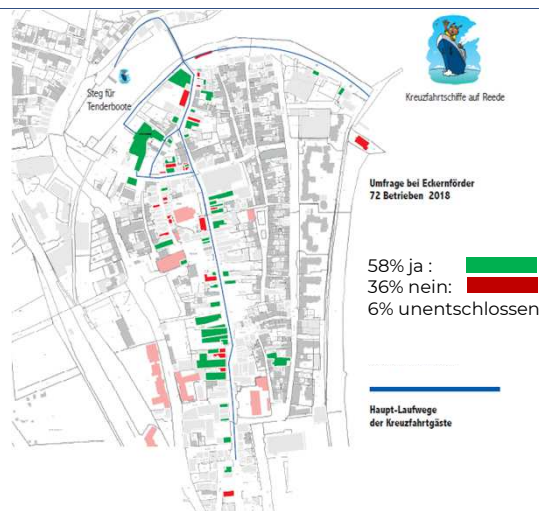 Steg für
Tenderboote
Kreuzfahrtschiffe auf Reede
Umfrage bei Eckernförder
72 Betrieben 2018
58% ja :
36% nein:
6% unentschlossen
Haupt-Laufwege
der Kreuzfahrtgäste